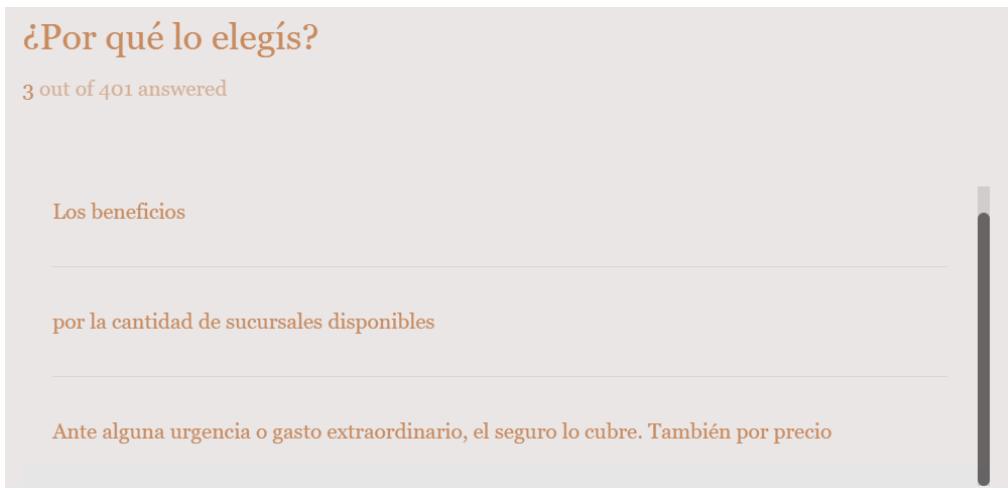 ¿Por qué lo elegís?
3 out of 401 answered
Los beneficios
por la cantidad de sucursales disponibles
Ante alguna urgencia o gasto extraordinario, el seguro lo cubre. También por precio